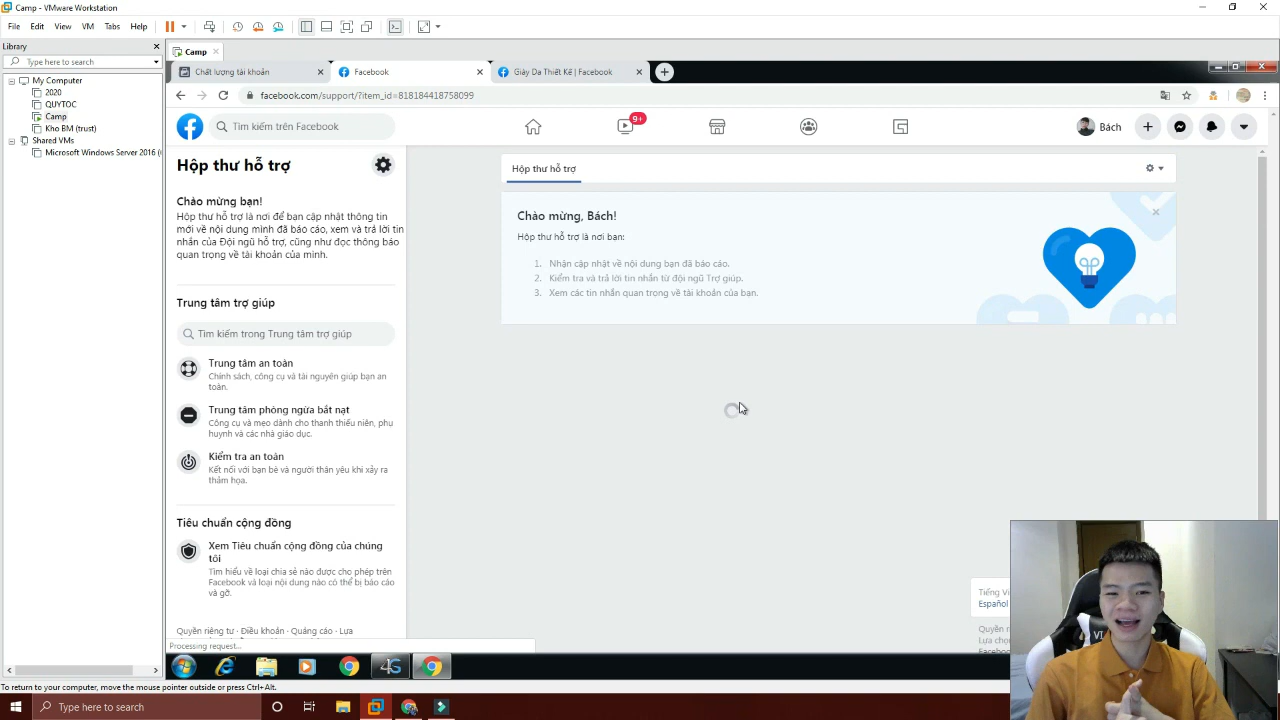 Camp - VMware Workstation
File Edit View VM Tabs Help
Library
Type here to search
My Computer
2020
QUYTOC
Camp
Kho BM (trust)
Shared VMs
Microsoft Windows Server 2016 (
Camp
Chất lượng tài khoản
Facebook
Giày Da Thiết Kế | Facebook
facebook.com/support/?item_id=818184418758099
Tìm kiếm trên Facebook
9+
Bách
Hộp thư hỗ trợ
Chào mừng bạn!
Hộp thư hỗ trợ là nơi để bạn cập nhật thông tin
mới về nội dung mình đã báo cáo, xem và trả lời tin
nhắn của Đội ngũ hỗ trợ, cũng như đọc thông báo
quan trọng về tài khoản của mình.
Trung tâm trợ giúp
Tìm kiếm trong Trung tâm trợ giúp
Trung tâm an toàn
Chính sách, công cụ và tài nguyên giúp bạn an
toàn.
Trung tâm phòng ngừa bắt nạt
Công cụ và mẹo dành cho thanh thiếu niên, phụ
huynh và các nhà giáo dục.
Kiểm tra an toàn
Kết nối với bạn bè và người thân yêu khi xảy ra
thảm họa.
Tiêu chuẩn cộng đồng
Xem Tiêu chuẩn cộng đồng của chúng
tôi
Tìm hiểu về loại chia sẻ nào được cho phép trên
Facebook và loại nội dung nào có thể bị báo cáo
và gỡ.
Quyền riêng tư · Điều khoản · Quảng cáo · Lựa
Processing request...
Hộp thư hỗ trợ
Chào mừng, Bách!
Hộp thư hỗ trợ là nơi bạn:
1. Nhận cập nhật về nội dung bạn đã báo cáo.
2. Kiểm tra và trả lời tin nhắn từ đội ngũ Trợ giúp.
3. Xem các tin nhắn quan trọng về tài khoản của bạn.
Tiếng Vi
Español
Quyền r
Lựa chọ
Facebo
4G
To return to your computer, move the mouse pointer outside or press Ctrl+Alt.
Type here to search